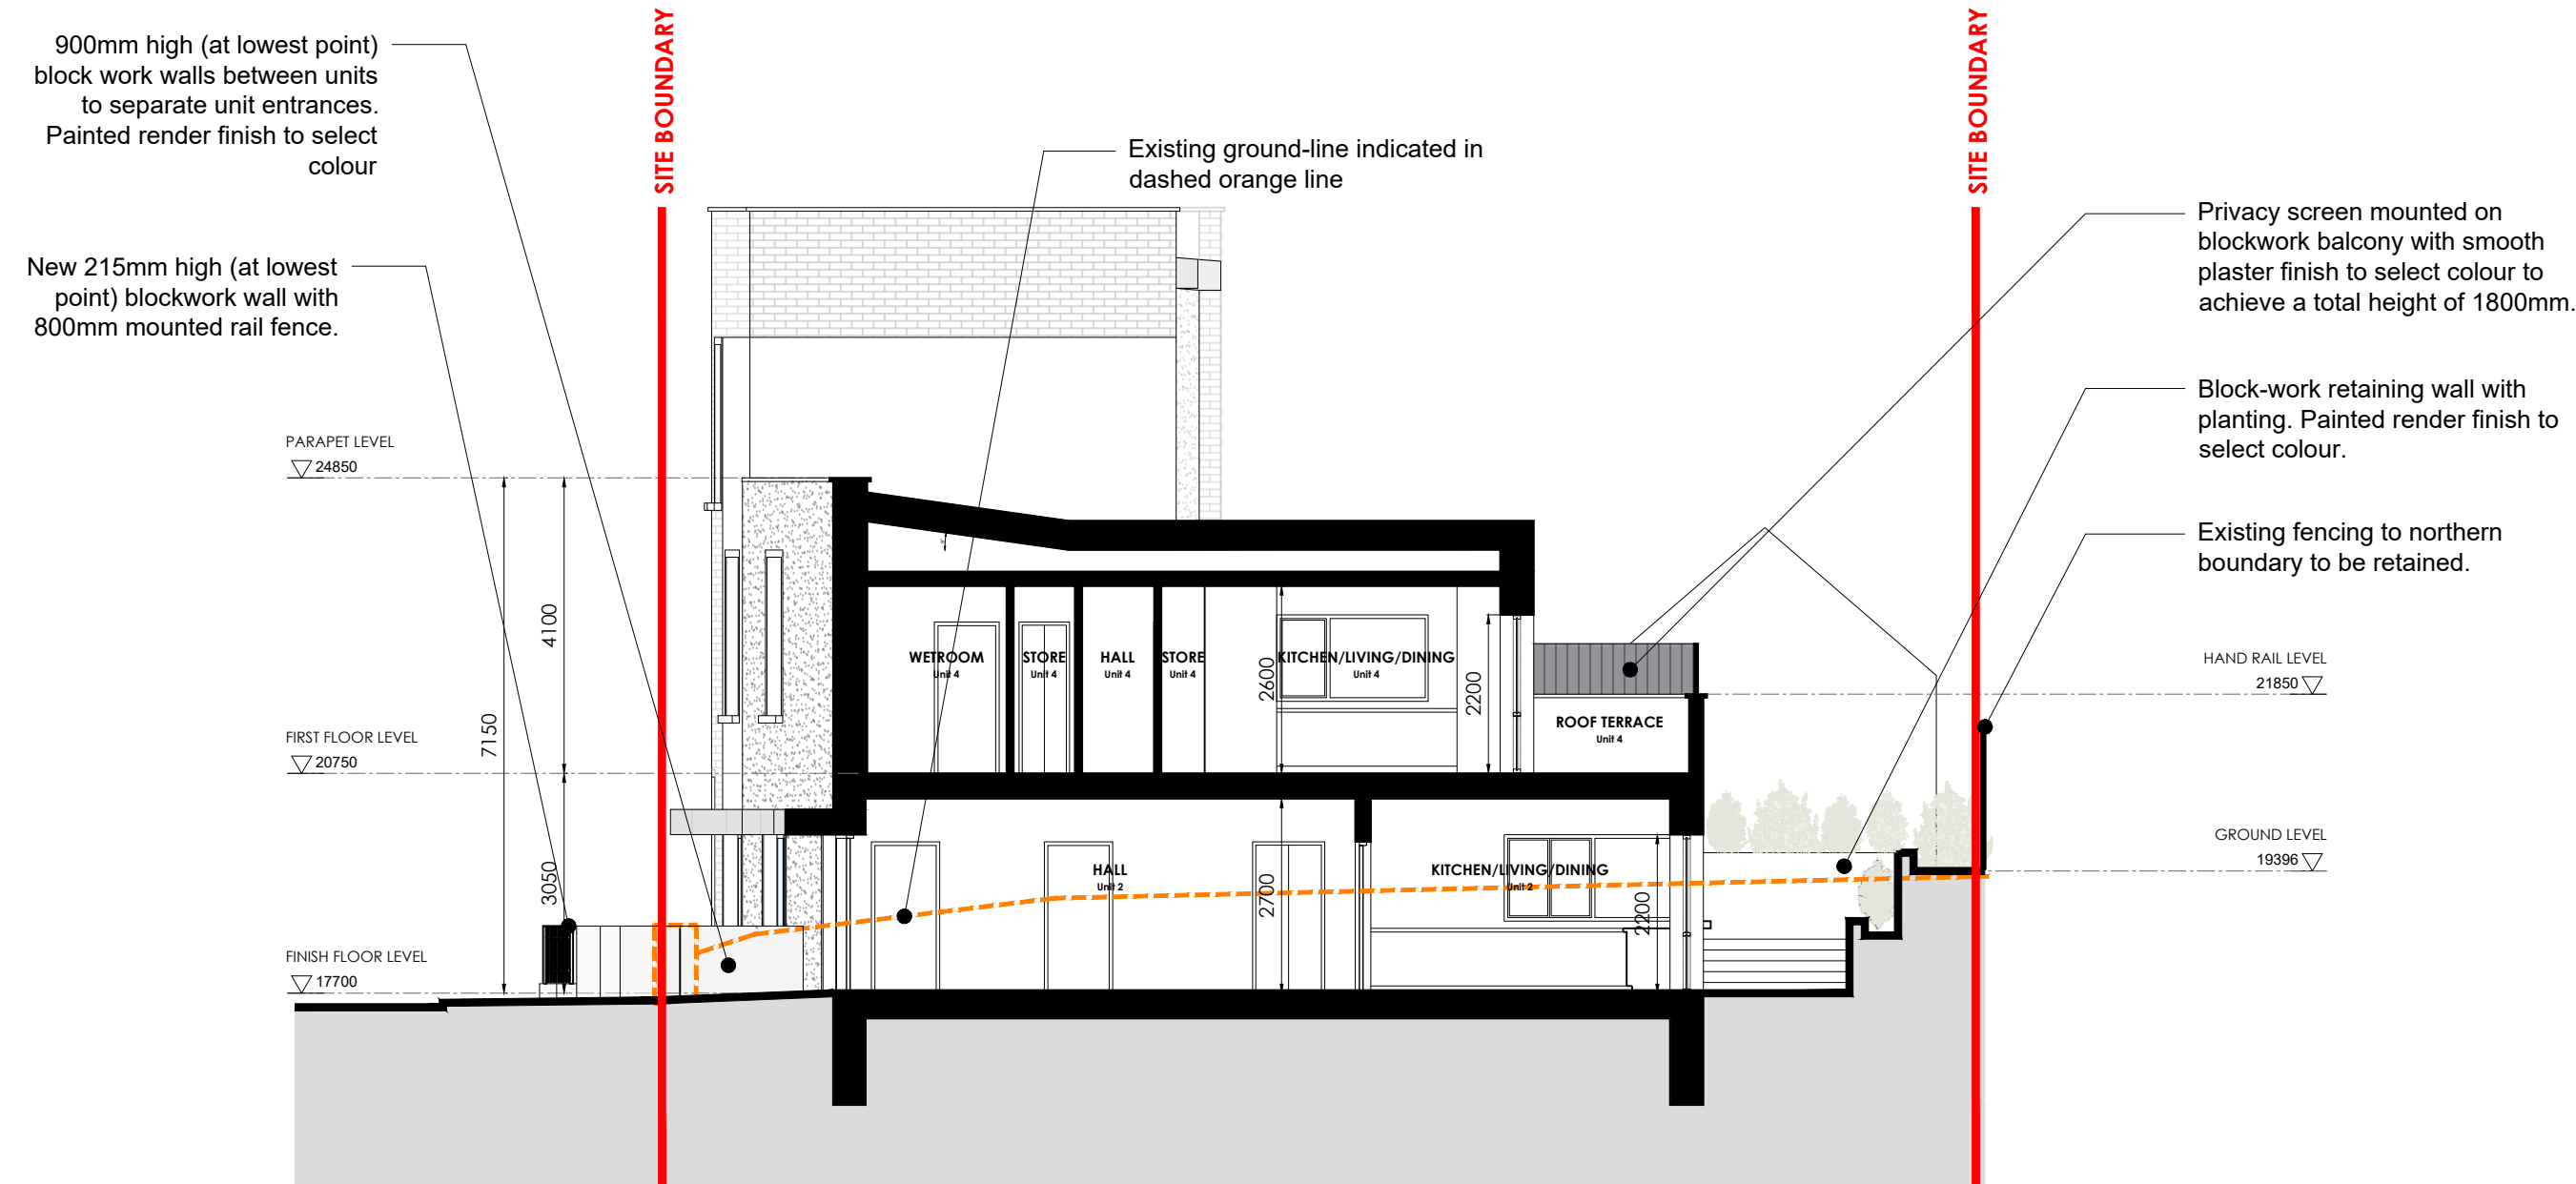 900mm high (at lowest point)
block work walls between units
to separate unit entrances.
Painted render finish to select
colour
New 215mm high (at lowest
point) blockwork wall with
800mm mounted rail fence.
SITE BOUNDARY
Existing ground-line indicated in
dashed orange line
SITE BOUNDARY
Privacy screen mounted on
blockwork balcony with smooth
plaster finish to select colour to
achieve a total height of 1800mm.
Block-work retaining wall with
planting. Painted render finish to
select colour.
Existing fencing to northern
boundary to be retained.
PARAPET LEVEL
24850
FIRST FLOOR LEVEL
20750
FINISH FLOOR LEVEL
17700
7150
4100
3050
WETROOM
Unit 4
STORE
Unit 4
HALL
Unit 4
STORE
Unit 4
2600
KITCHEN/LIVING/DINING
Unit 4
2200
ROOF TERRACE
Unit 4
HALL
Unit 2
2700
KITCHEN/LIVING/DINING
Unit 2
2200
HAND RAIL LEVEL
21850
GROUND LEVEL
19396